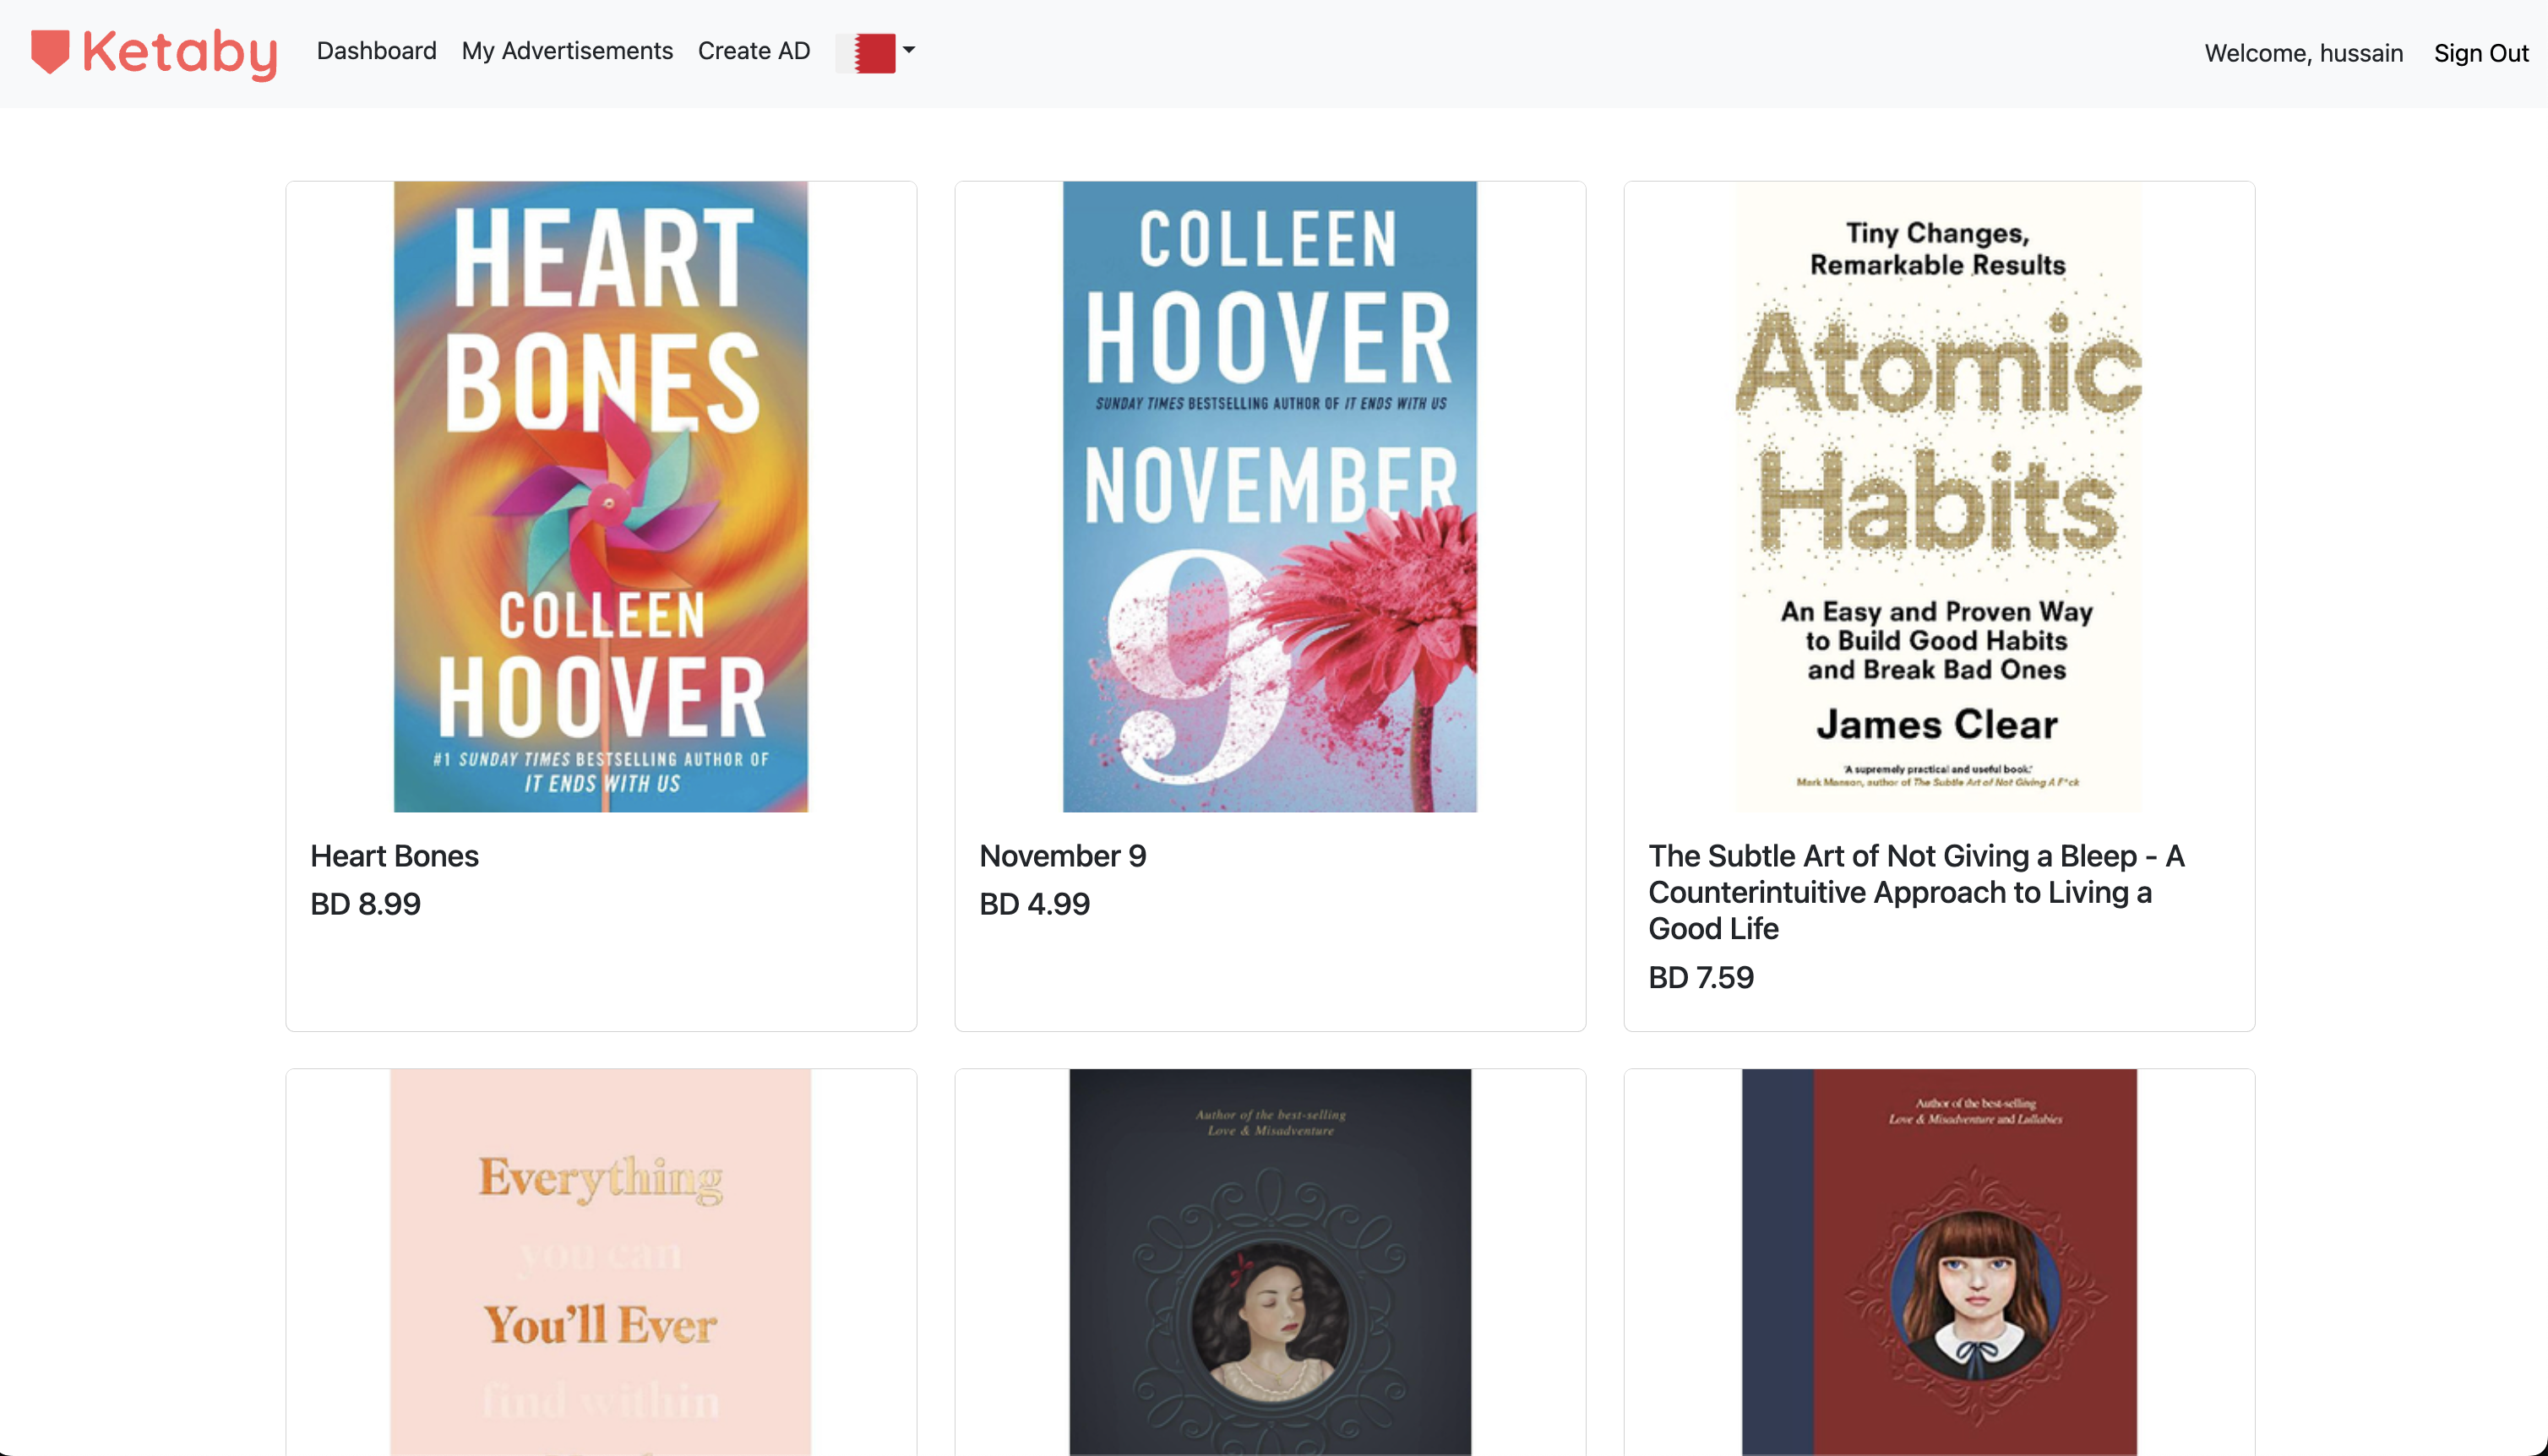 Ketaby
Dashboard
My Advertisements
Create AD
Welcome, hussain
Sign Out
HEART
BONES
COLLEEN
HOOVER
#1 SUNDAY TIMES BESTSELLING AUTHOR OF
IT ENDS WITH US
Heart Bones
BD 8.99
COLLEEN
HOOVER
SUNDAY TIMES BESTSELLING AUTHOR OF IT ENDS WITH US
NOVEMBER
9
November 9
BD 4.99
Tiny Changes,
Remarkable Results
Atomic
Habits
An Easy and Proven Way
to Build Good Habits
and Break Bad Ones
James Clear
'A supremely practical and useful book.'
Mark Manson, author of The Subtle Art of Not Giving A F*ck
The Subtle Art of Not Giving a Bleep - A
Counterintuitive Approach to Living a
Good Life
BD 7.59
Everything
you can
You'll Ever
find within
Author of the best-selling
Love & Misadventure
Author of the best-selling
Love & Misadventure and Lullabies